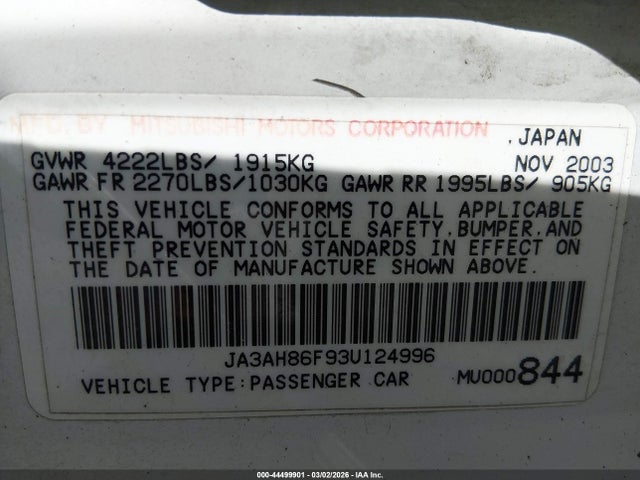 MFD. BY MITSUBISHI MOTORS CORPORATION ,JAPAN
GVWR 4222LBS/ 1915KG NOV 2003
GAWR FR 2270LBS/1030KG GAWR RR 1995LBS/ 905KG
THIS VEHICLE CONFORMS TO ALL APPLICABLE
FEDERAL MOTOR VEHICLE SAFETY,BUMPER,AND
THEFT PREVENTION STANDARDS IN EFFECT ON
THE DATE OF MANUFACTURE SHOWN ABOVE.
JA3AH86F93U124996
VEHICLE TYPE:PASSENGER CAR MU000844
000-44499901 - 03/02/2026 - IAA Inc.